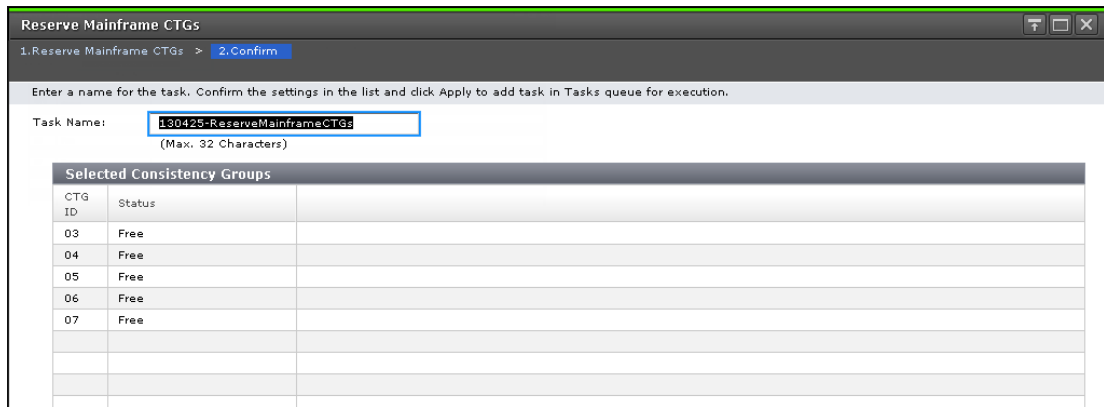 Reserve Mainframe CTGs
1.Reserve Mainframe CTGs > 2.Confirm
Enter a name for the task. Confirm the settings in the list and click Apply to add task in Tasks queue for execution.
Task Name: 130425-ReserveMainframeCTGs
(Max. 32 Characters)
Selected Consistency Groups
CTG ID Status
03 Free
04 Free
05 Free
06 Free
07 Free